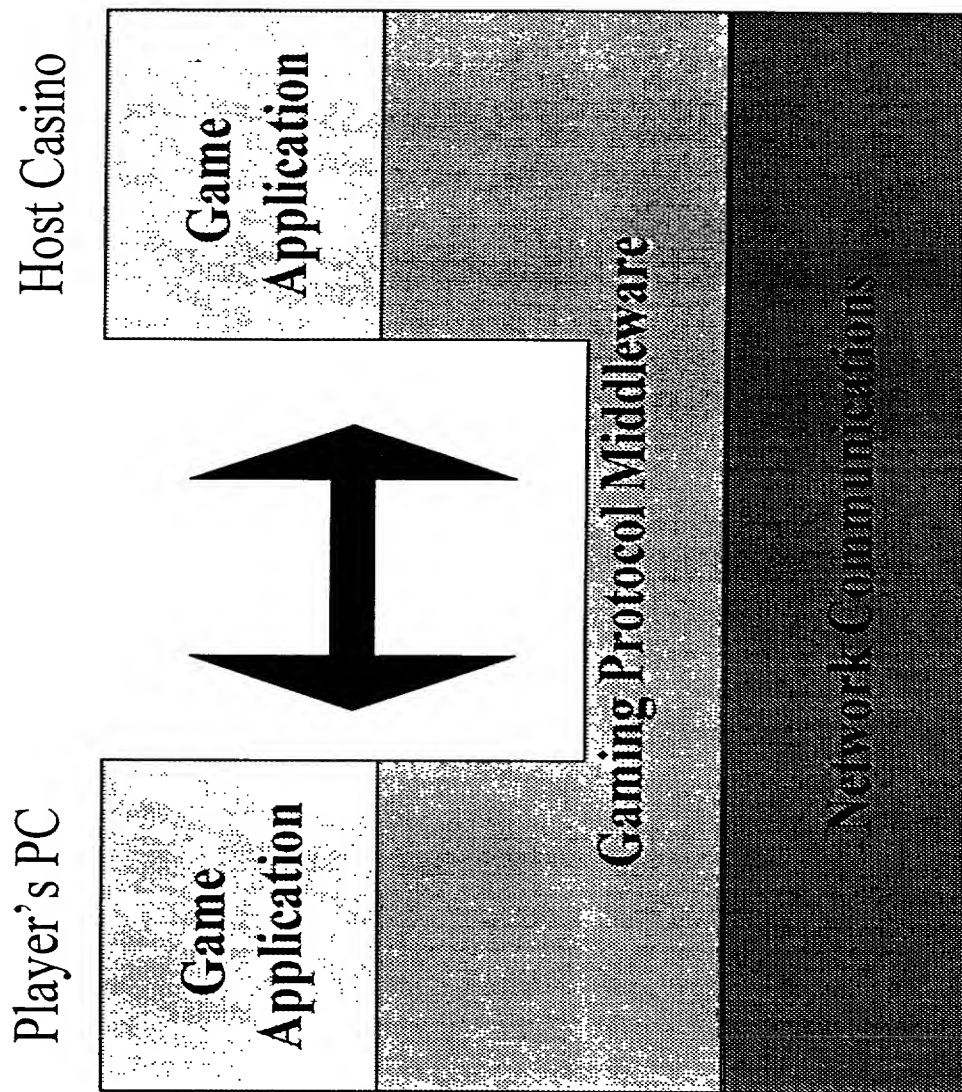 Player's PC
Host Casino
Game
Application
Game
Application
Gaming Protocol Middleware
Network Communications